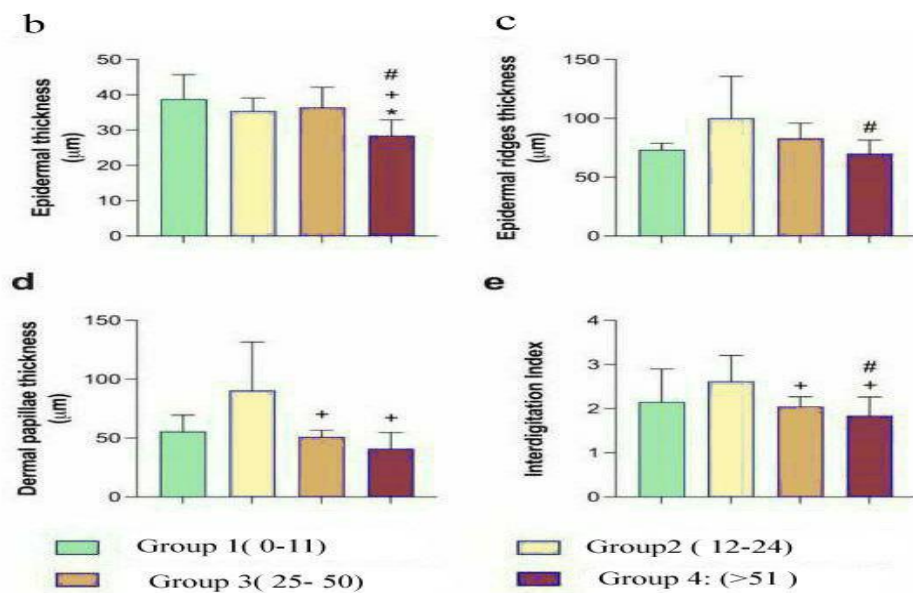 b
Epidermal thickness
(µm)
50
40
30
20
10
0
#
+
*
c
Epidermal ridges thickness
(µm)
150
100
50
0
#
d
Dermal papillae thickness
(µm)
150
100
50
0
+
+
e
Interdigitation index
4
3
2
1
0
+
#
+
Group 1( 0-11)
Group2 ( 12-24)
Group 3( 25- 50)
Group 4: (>51 )